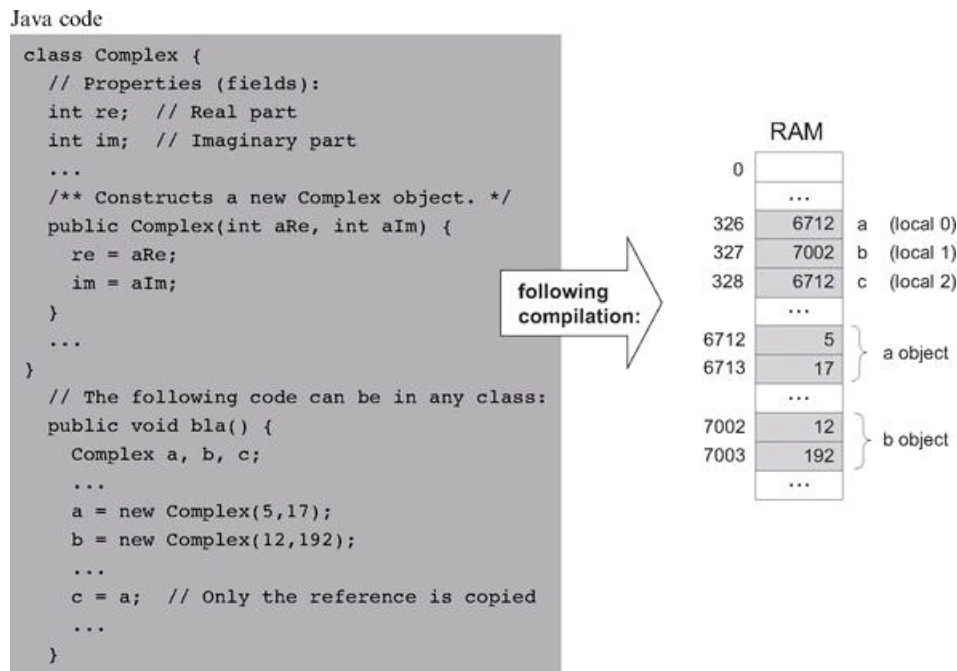 Java code
class Complex {
// Properties (fields):
int re;  // Real part
int im;  // Imaginary part
...
/** Constructs a new Complex object. */
public Complex(int aRe, int aIm) {
re = aRe;
im = aIm;
}
...
}
// The following code can be in any class:
public void bla() {
Complex a, b, c;
...
a = new Complex(5,17);
b = new Complex(12,192);
...
c = a;  // Only the reference is copied
...
}
following
compilation:
RAM
0
...
326 6712 a (local 0)
327 7002 b (local 1)
328 6712 c (local 2)
...
6712 5
6713 17
a object
...
7002 12
7003 192
b object
...